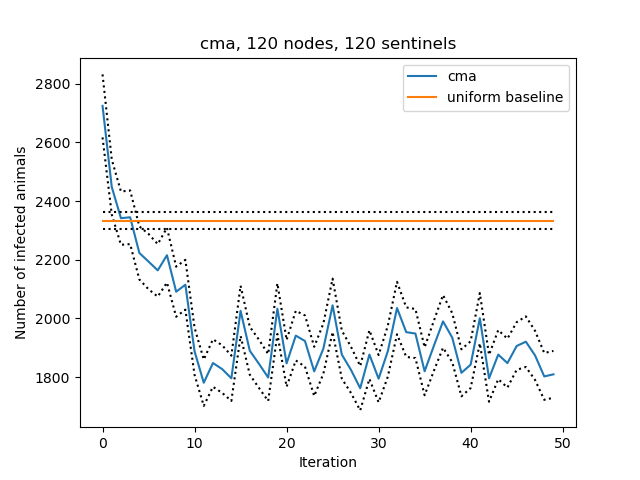 cma, 120 nodes, 120 sentinels
cma
uniform baseline
Number of infected animals
2800
2600
2400
2200
2000
1800
0
10
20
30
40
50
Iteration